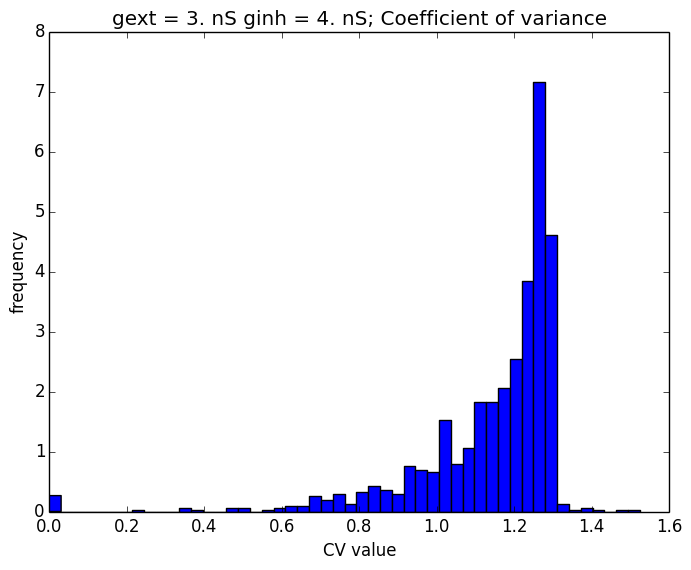 gext = 3. nS ginh = 4. nS; Coefficient of variance
8
7
6
5
4
3
2
1
0
frequency
0.0 0.2 0.4 0.6 0.8 1.0 1.2 1.4 1.6
CV value